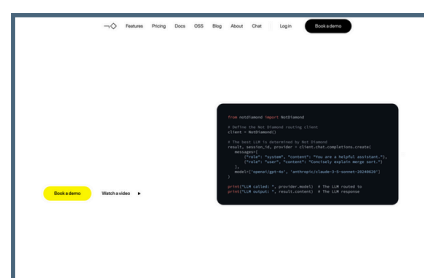 ¬◇ Features Pricing Docs OSS Blog About Chat Log in Book a demo
from notdiamond import NotDiamond
# Define the Not Diamond routing client
client = NotDiamond()
# The best LLM is determined by Not Diamond
result, session_id, provider = client.chat.completions.create(
messages=[
{"role": "system", "content": "You are a helpful assistant."},
{"role": "user", "content": "Concisely explain merge sort."}
],
model=['openai/gpt-4o', 'anthropic/claude-3-5-sonnet-20240620']
)
print("LLM called: ", provider.model) # The LLM routed to
print("LLM output: ", result.content) # The LLM response
Book a demo Watch a video